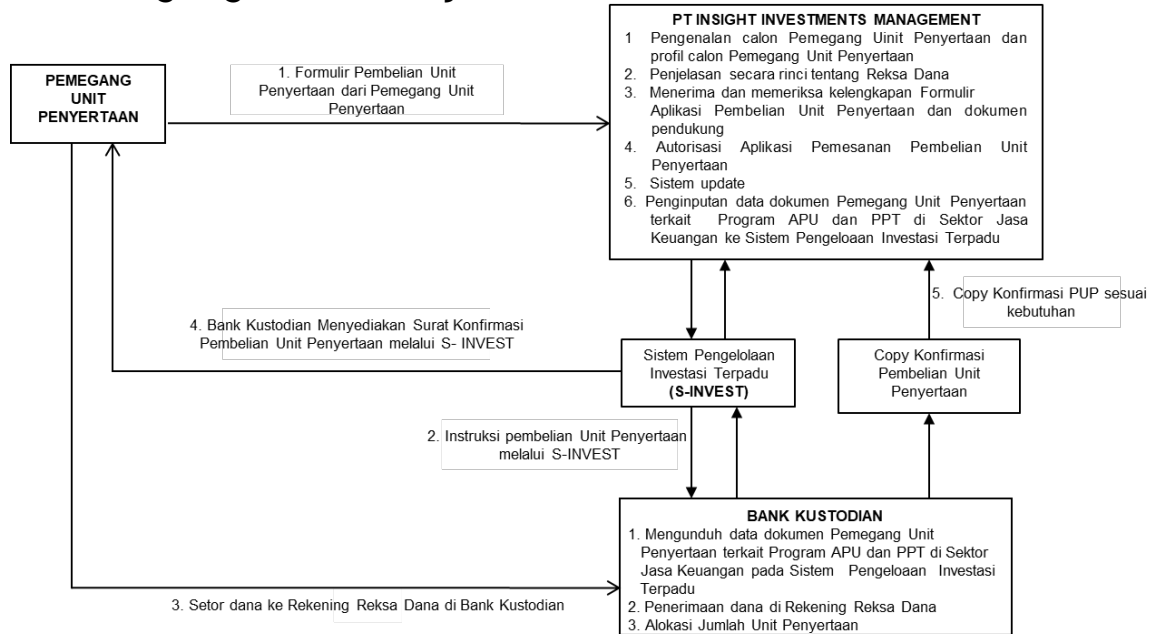 PT INSIGHT INVESTMENTS MANAGEMENT
1 Pengenalan calon Pemegang Uinit Penyertaan dan
profil calon Pemegang Unit Penyertaan
2. Penjelasan secara rinci tentang Reksa Dana
3. Menerima dan memeriksa kelengkapan Formulir
Aplikasi Pembelian Unit Penyertaan dan dokumen
pendukung
4. Autorisasi Aplikasi Pemesanan Pembelian Unit
Penyertaan
5. Sistem update
6. Penginputan data dokumen Pemegang Unit Penyertaan
terkait Program APU dan PPT di Sektor Jasa
Keuangan ke Sistem Pengeloaan Investasi Terpadu
PEMEGANG
UNIT
PENYERTAAN
1. Formulir Pembelian Unit
Penyertaan dari Pemegang Unit
Penyertaan
5. Copy Konfirmasi PUP sesuai
kebutuhan
4. Bank Kustodian Menyediakan Surat Konfirmasi
Pembelian Unit Penyertaan melalui S- INVEST
Sistem Pengelolaan
Investasi Terpadu
(S-INVEST)
Copy Konfirmasi
Pembelian Unit
Penyertaan
2. Instruksi pembelian Unit Penyertaan
melalui S-INVEST
BANK KUSTODIAN
1. Mengunduh data dokumen Pemegang Unit
Penyertaan terkait Program APU dan PPT di Sektor
Jasa Keuangan pada Sistem Pengeloaan Investasi
Terpadu
2. Penerimaan dana di Rekening Reksa Dana
3. Alokasi Jumlah Unit Penyertaan
3. Setor dana ke Rekening Reksa Dana di Bank Kustodian